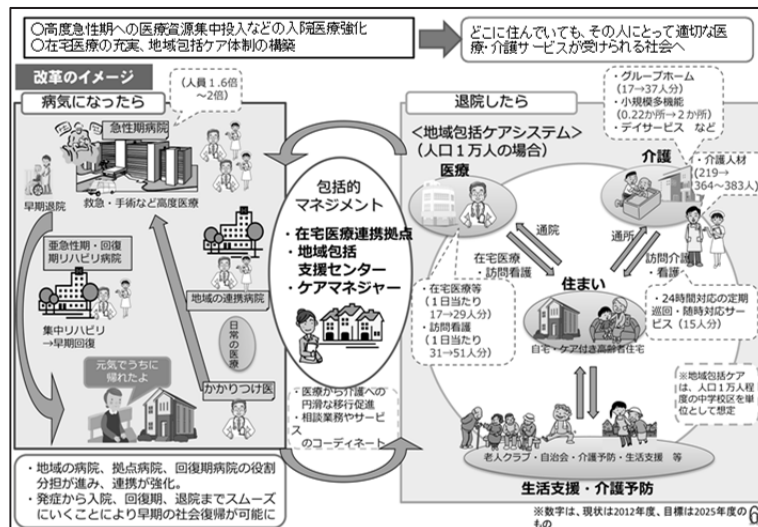 ○高度急性期への医療資源集中投入などの入院医療強化
○在宅医療の充実、地域包括ケア体制の構築
どこに住んでいても、その人にとって適切な医
療・介護サービスが受けられる社会へ
改革のイメージ
病気になったら
(人員1.6倍
~2倍)
急性期病院
早期退院
救急・手術など高度医療
亜急性期・回復
期リハビリ病院
地域の連携病院
集中リハビリ
→早期回復
日常の医療
元気でうちに
帰れたよ
かかりつけ医
・地域の病院、拠点病院、回復期病院の役割
分担が進み、連携が強化。
・発症から入院、回復期、退院までスムーズ
にいくことにより早期の社会復帰が可能に
包括的
マネジメント
・在宅医療連携拠点
・地域包括
支援センター
・ケアマネジャー
・医療から介護への
円滑な移行促進
・相談業務やサービス
のコーディネート
退院したら
<地域包括ケアシステム>
(人口1万人の場合)
・グループホーム
(17→37人分)
・小規模多機能
(0.22か所→2か所)
・デイサービス など
医療
介護
・介護人材
(219→
364~383人)
通院
通所
在宅医療
・訪問看護
訪問介護
・看護
住まい
・在宅医療等
(1日当たり
17→29人分)
・訪問看護
(1日当たり
31→51人分)
・24時間対応の定期
巡回・随時対応サー
ビス(15人分)
自宅・ケア付き高齢者住宅
※地域包括ケア
は、人口1万人程
度の中学校区を単
位として想定
老人クラブ・自治会・介護予防・生活支援 等
生活支援・介護予防
※数字は、現状は2012年度、目標は2025年度の
もの
6